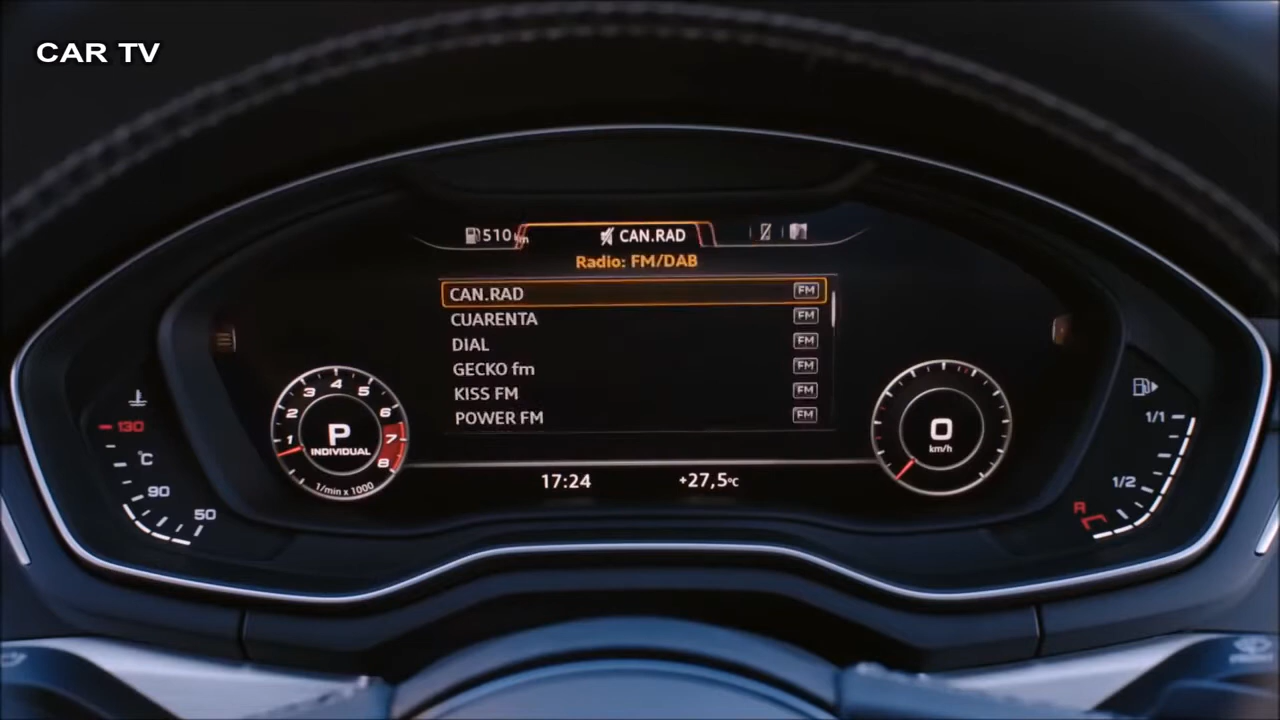 CAR TV
510 km CAN.RAD
Radio: FM/DAB
CAN.RAD FM
CUARENTA FM
DIAL FM
GECKO fm FM
KISS FM FM
POWER FM FM
130
°C
90
50
1 2 3 4 5 6 7 8
P
INDIVIDUAL
1/min x 1000
0
km/h
1/1
1/2
R
17:24 +27,5°C